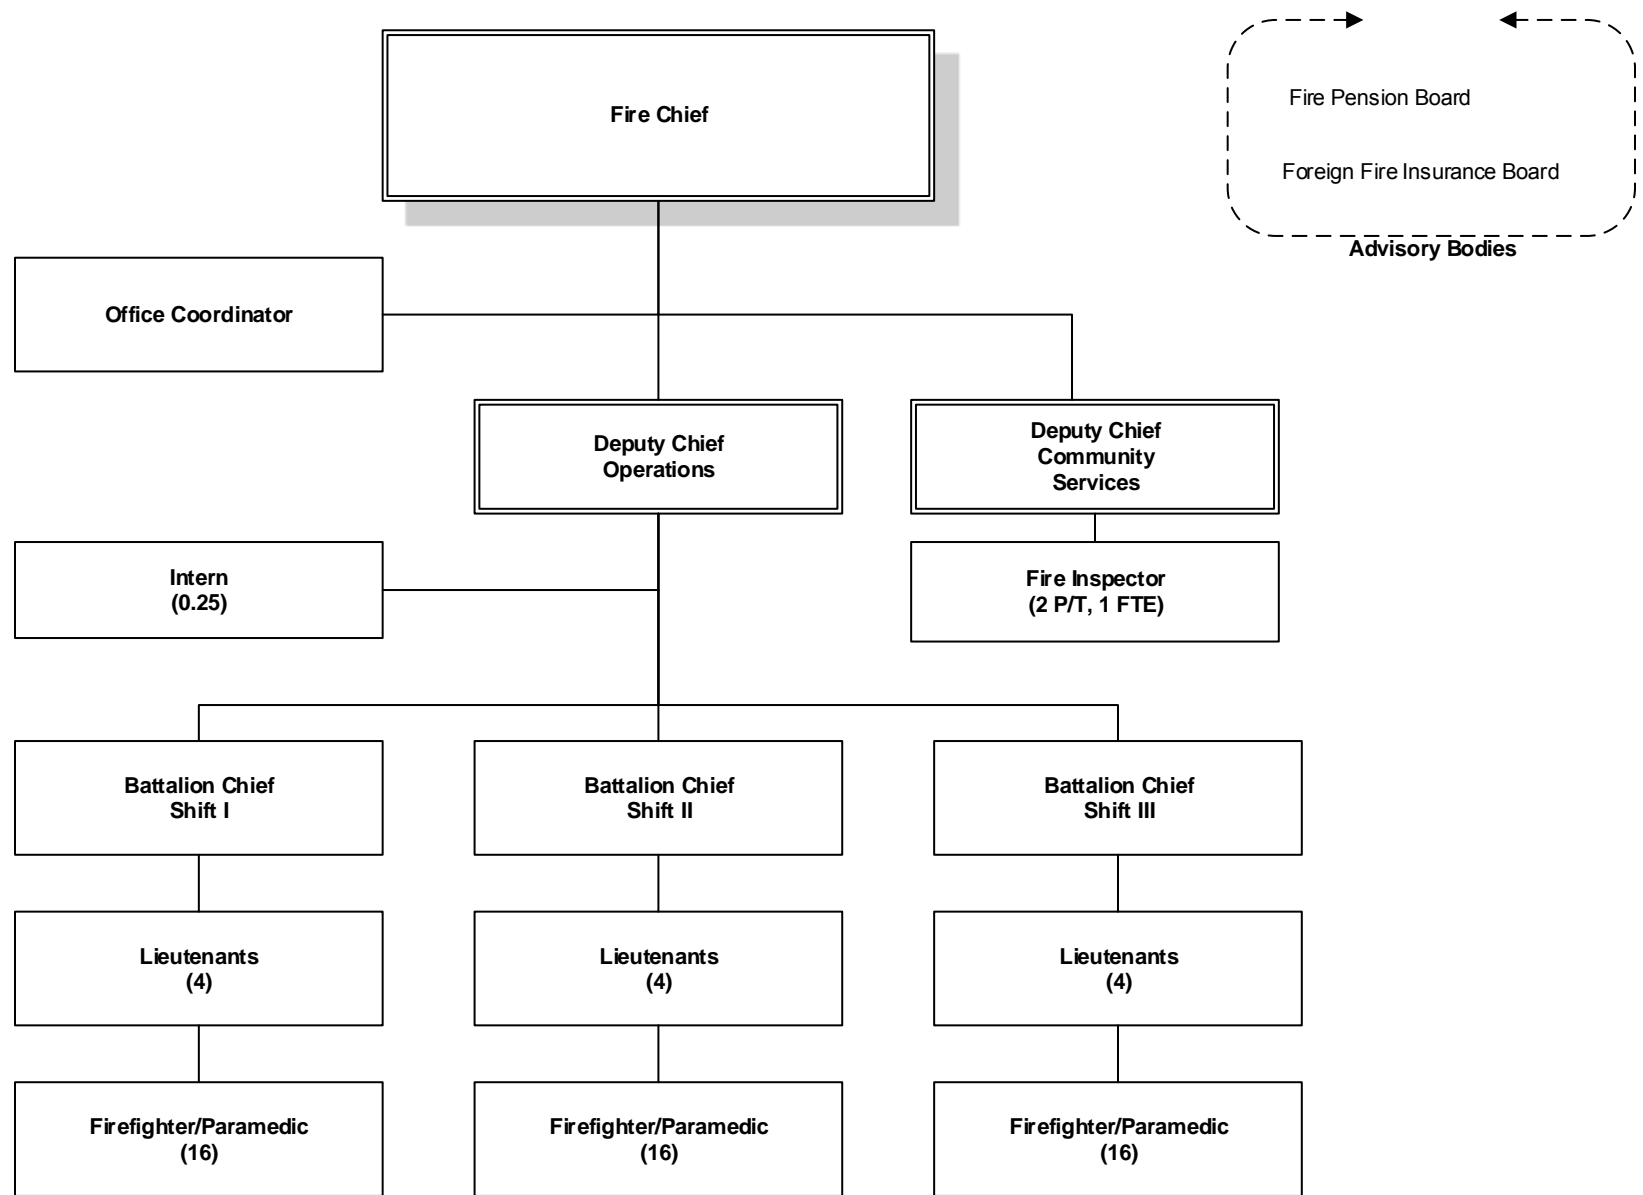 Fire Chief
Fire Pension Board
Foreign Fire Insurance Board
Advisory Bodies
Office Coordinator
Deputy Chief
Operations
Deputy Chief
Community
Services
Intern
(0.25)
Fire Inspector
(2 P/T, 1 FTE)
Battalion Chief
Shift I
Battalion Chief
Shift II
Battalion Chief
Shift III
Lieutenants
(4)
Lieutenants
(4)
Lieutenants
(4)
Firefighter/Paramedic
(16)
Firefighter/Paramedic
(16)
Firefighter/Paramedic
(16)